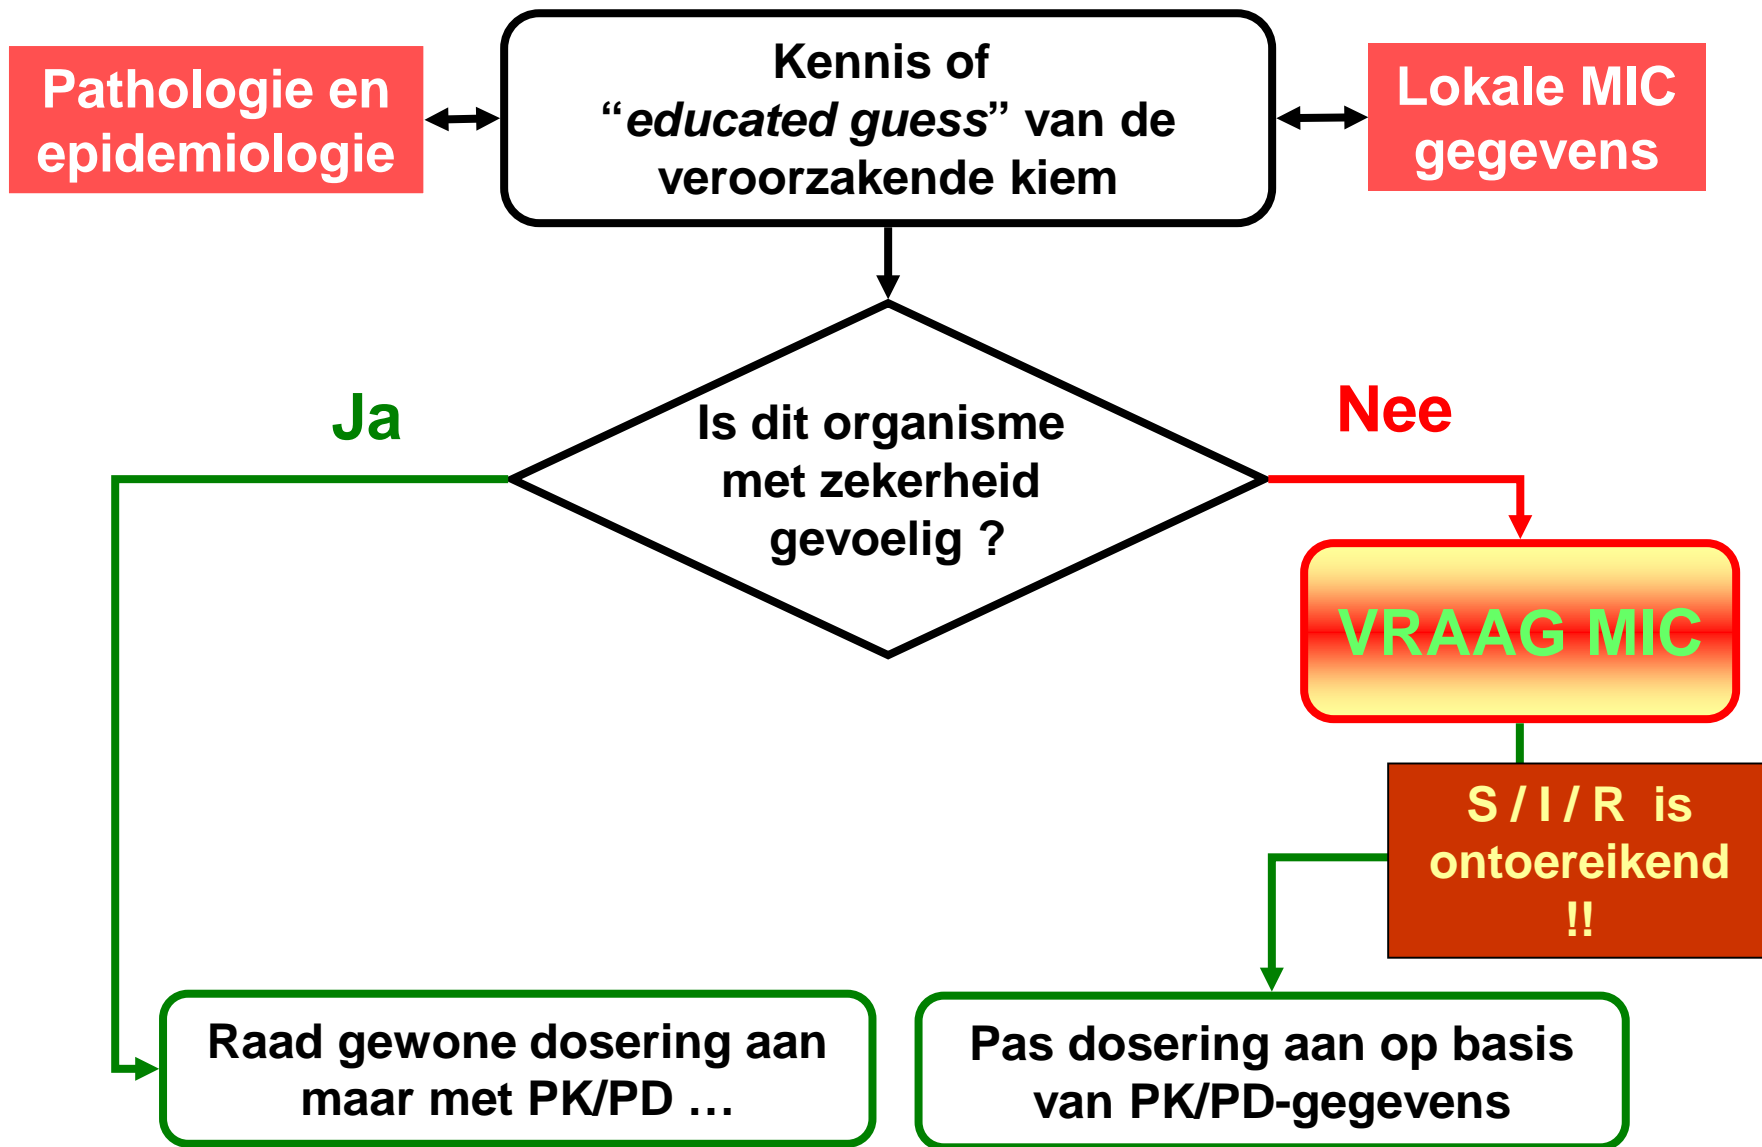 Pathologie en
epidemiologie
Kennis of
“educated guess” van de
veroorzakende kiem
Lokale MIC
gegevens
Ja
Is dit organisme
met zekerheid
gevoelig ?
Nee
VRAAG MIC
S / I / R is
ontoereikend
!!
Raad gewone dosering aan
maar met PK/PD …
Pas dosering aan op basis
van PK/PD-gegevens